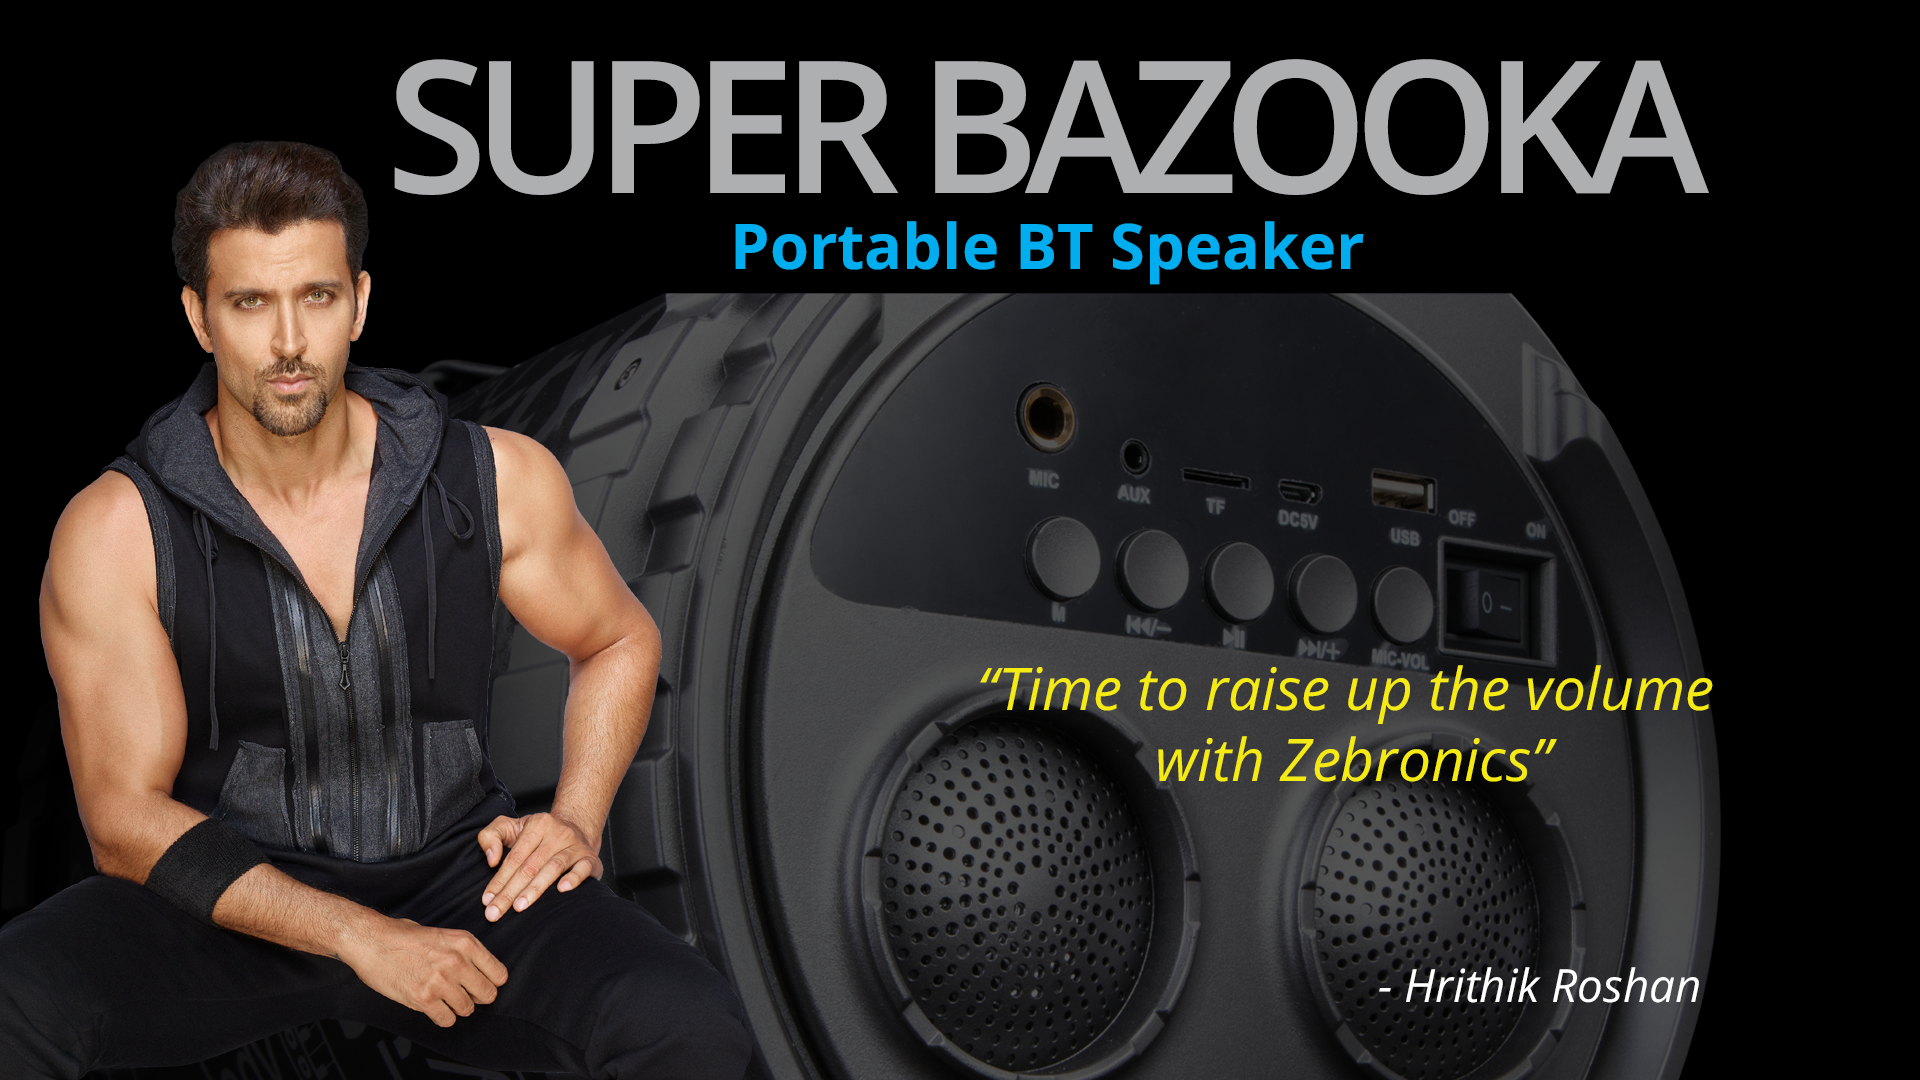 SUPER BAZOOKA
Portable BT Speaker
MIC
AUX
TF
DC5V
USB
OFF
ON
M
MIC-VOL
“Time to raise up the volume
with Zebronics”
- Hrithik Roshan